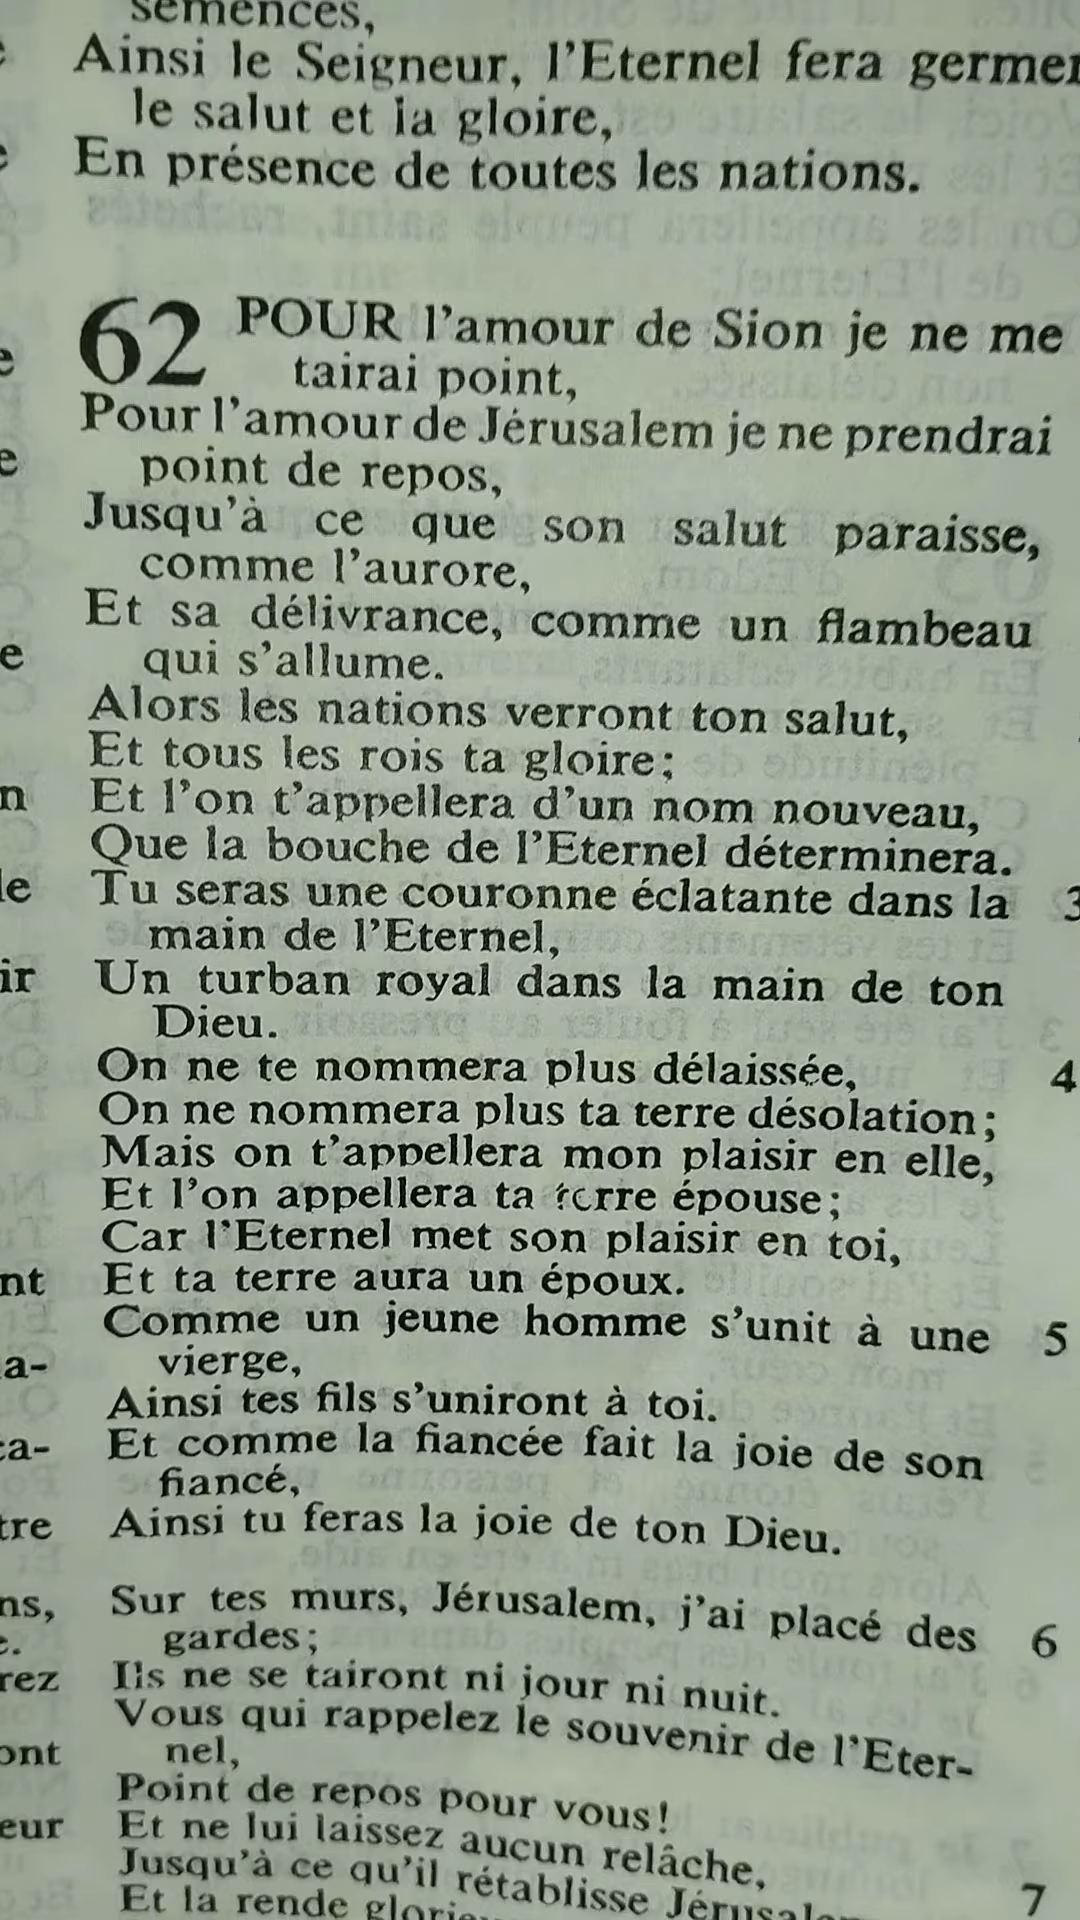 semences,
Ainsi le Seigneur, l'Eternel fera germer
le salut et la gloire,
En présence de toutes les nations.
62 POUR l'amour de Sion je ne me
tairai point,
Pour l'amour de Jérusalem je ne prendrai
point de repos,
Jusqu'à ce que son salut paraisse,
comme l'aurore,
Et sa délivrance, comme un flambeau
qui s'allume.
Alors les nations verront ton salut,
Et tous les rois ta gloire;
Et l'on t'appellera d'un nom nouveau,
Que la bouche de l'Eternel déterminera.
Tu seras une couronne éclatante dans la 3
main de l'Eternel,
Un turban royal dans la main de ton
Dieu.
On ne te nommera plus délaissée, 4
On ne nommera plus ta terre désolation;
Mais on t'appellera mon plaisir en elle,
Et l'on appellera ta terre épouse;
Car l'Eternel met son plaisir en toi,
Et ta terre aura un époux.
Comme un jeune homme s'unit à une 5
vierge,
Ainsi tes fils s'uniront à toi.
Et comme la fiancée fait la joie de son
fiancé,
Ainsi tu feras la joie de ton Dieu.
Sur tes murs, Jérusalem, j'ai placé des 6
gardes;
Ils ne se tairont ni jour ni nuit.
Vous qui rappelez le souvenir de l'Eter-
nel,
Point de repos pour vous!
Et ne lui laissez aucun relâche, 7
Jusqu'à ce qu'il rétablisse
Et la rende